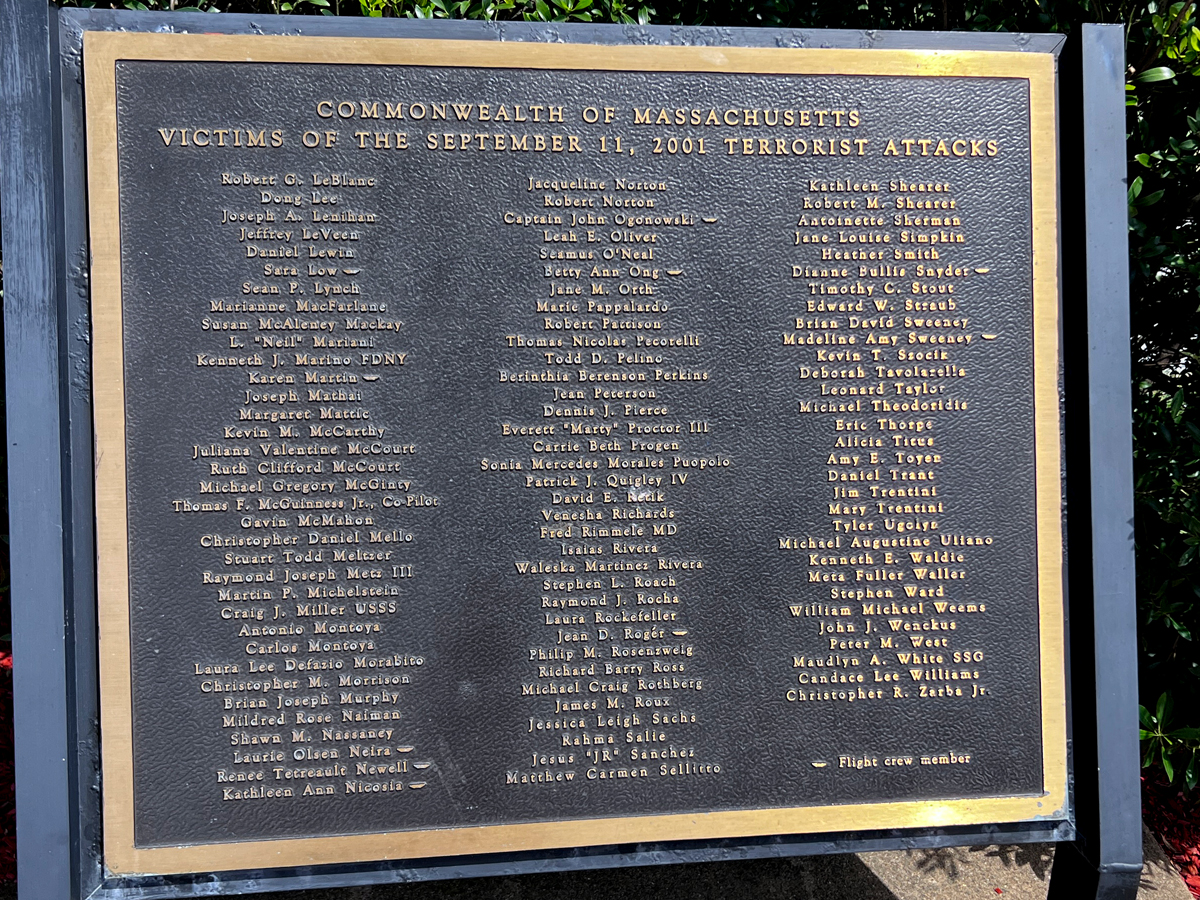 COMMONWEALTH OF MASSACHUSETTS
VICTIMS OF THE SEPTEMBER 11, 2001 TERRORIST ATTACKS
Robert G. LeBlanc
Dong Lee
Joseph A. Lenihan
Jeffrey LeVeen
Daniel Lewin
Sara Low
Sean P. Lynch
Marianne MacFarlane
Susan McAleney Mackay
L. "Neil" Mariani
Kenneth J. Marino FDNY
Karen Martin
Joseph Mathai
Margaret Mattic
Kevin M. McCarthy
Juliana Valentine McCourt
Ruth Clifford McCourt
Michael Gregory McGinty
Thomas F. McGuinness Jr., Co-Pilot
Gavin McMahon
Christopher Daniel Mello
Stuart Todd Meltzer
Raymond Joseph Metz III
Martin P. Michelstein
Craig J. Miller USSS
Antonio Montoya
Carlos Montoya
Laura Lee Defazio Morabito
Christopher M. Morrison
Brian Joseph Murphy
Mildred Rose Naiman
Shawn M. Nassaney
Laurie Olsen Neira
Renee Tetreault Newell
Kathleen Ann Nicosia
Jacqueline Norton
Robert Norton
Captain John Ogonowski
Leah E. Oliver
Seamus O'Neal
Betty Ann Ong
Jane M. Orth
Marie Pappalardo
Robert Pattison
Thomas Nicolas Pecorelli
Todd D. Pelino
Berinthia Berenson Perkins
Jean Peterson
Dennis J. Pierce
Everett "Marty" Proctor III
Carrie Beth Progen
Sonia Mercedes Morales Puopolo
Patrick J. Quigley IV
David E. Retik
Venesha Richards
Fred Rimmele MD
Isaias Rivera
Waleska Martinez Rivera
Stephen L. Roach
Raymond J. Rocha
Laura Rockefeller
Jean D. Rogér
Philip M. Rosenzweig
Richard Barry Ross
Michael Craig Rothberg
James M. Roux
Jessica Leigh Sachs
Rahma Salie
Jesus "JR" Sanchez
Matthew Carmen Sellitto
Kathleen Shearer
Robert M. Shearer
Antoinette Sherman
Jane Louise Simpkin
Heather Smith
Dianne Bullis Snyder
Timothy C. Stout
Edward W. Straub
Brian David Sweeney
Madeline Amy Sweeney
Kevin T. Szocik
Deborah Tavolarella
Leonard Taylor
Michael Theodoridis
Eric Thorpe
Alicia Titus
Amy E. Toyen
Daniel Trant
Jim Trentini
Mary Trentini
Tyler Ugolyn
Michael Augustine Uliano
Kenneth E. Waldie
Meta Fuller Waller
Stephen Ward
William Michael Weems
John J. Wenckus
Peter M. West
Maudlyn A. White SSG
Candace Lee Williams
Christopher R. Zarba Jr.
Flight crew member